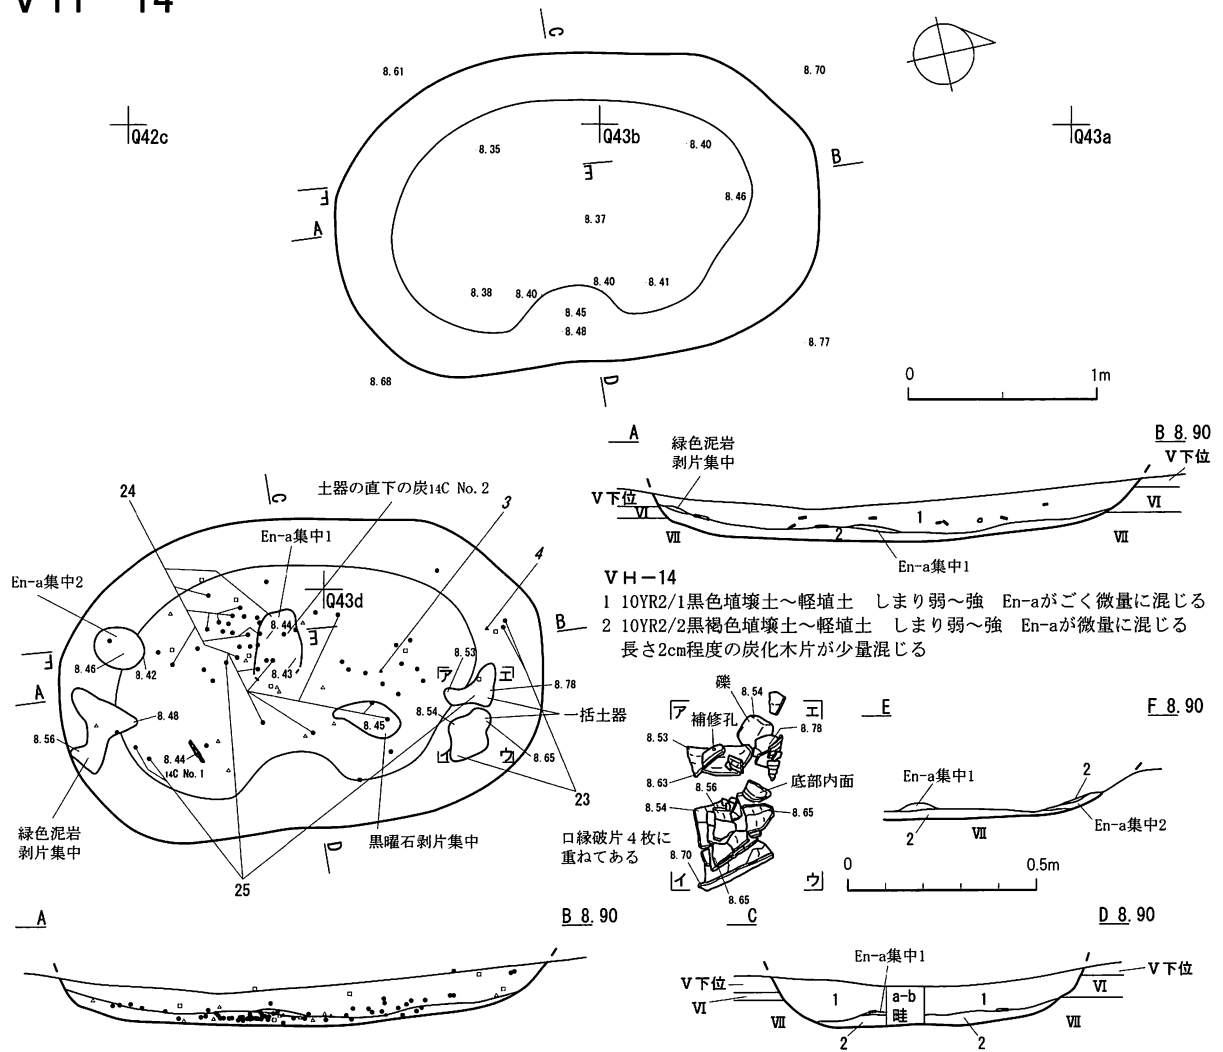 VH-14
C
8.61
8.70
Q42c
Q43b
Q43a
8.35
8.40
B
E
F
8.46
A
8.37
8.38
8.40
8.40
8.41
8.45
8.48
8.77
8.68
D
0 1m
A
B 8.90
緑色泥岩
剥片集中
V下位
V下位
VI
VI
VII
VII
1
2
En-a集中1
VH-14
1 10YR2/1黒色埴壌土～軽埴土 しまり弱～強 En-aがごく微量に混じる
2 10YR2/2黒褐色埴壌土～軽埴土 しまり弱～強 En-aが微量に混じる
長さ2cm程度の炭化木片が少量混じる
24
C
土器の直下の炭14C No.2
3
En-a集中1
4
En-a集中2
Q43d
B
8.44
E
F
8.46
8.42
8.43
8.53
ア
エ
8.78
A
8.48
8.45
8.54
一括土器
8.56
8.44
イ
ウ
8.65
14C No.1
23
緑色泥岩
剥片集中
D
黒曜石剥片集中
25
礫
8.54
ア
エ
補修孔
8.53
8.78
8.63
8.56
底部内面
8.54
8.65
口縁破片4枚に
重ねてある
8.70
イ
ウ
8.65
E
F 8.90
En-a集中1
2
2
VII
En-a集中2
0 0.5m
A
B 8.90
C
D 8.90
En-a集中1
V下位
V下位
VI
VI
1
a-b
畦
1
VII
VII
2
2